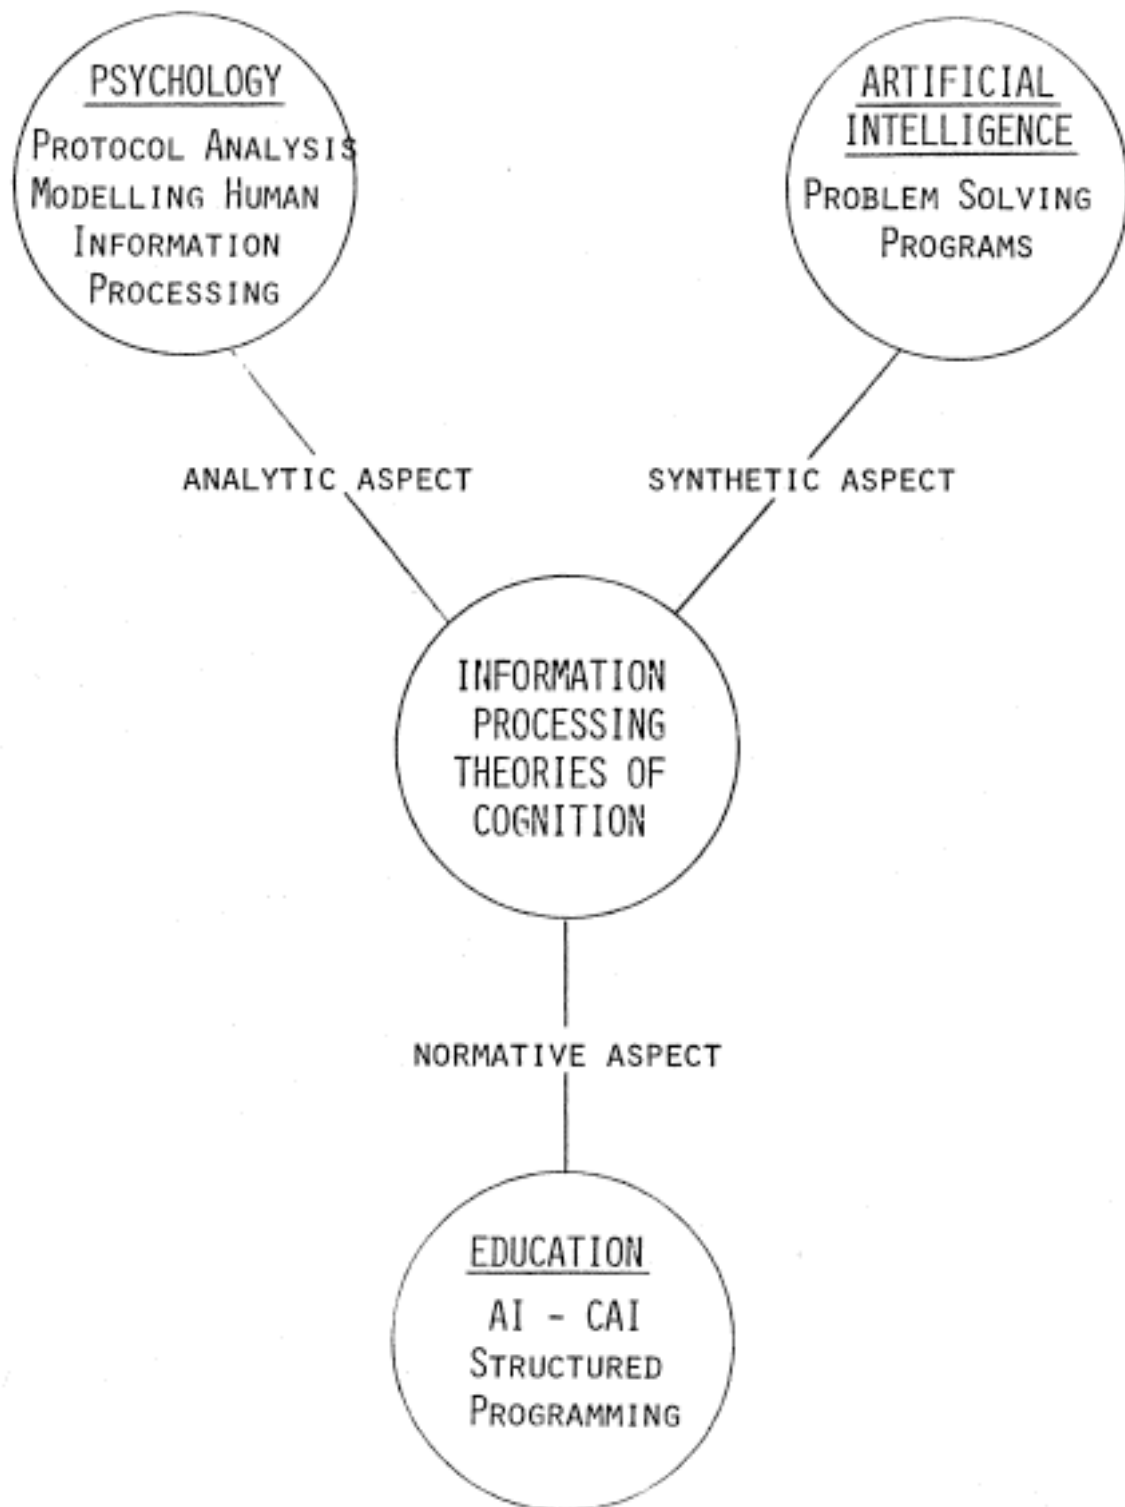 PSYCHOLOGY
PROTOCOL ANALYSIS
MODELLING HUMAN
INFORMATION
PROCESSING
ARTIFICIAL
INTELLIGENCE
PROBLEM SOLVING
PROGRAMS
ANALYTIC ASPECT
SYNTHETIC ASPECT
INFORMATION
PROCESSING
THEORIES OF
COGNITION
NORMATIVE ASPECT
EDUCATION
AI - CAI
STRUCTURED
PROGRAMMING